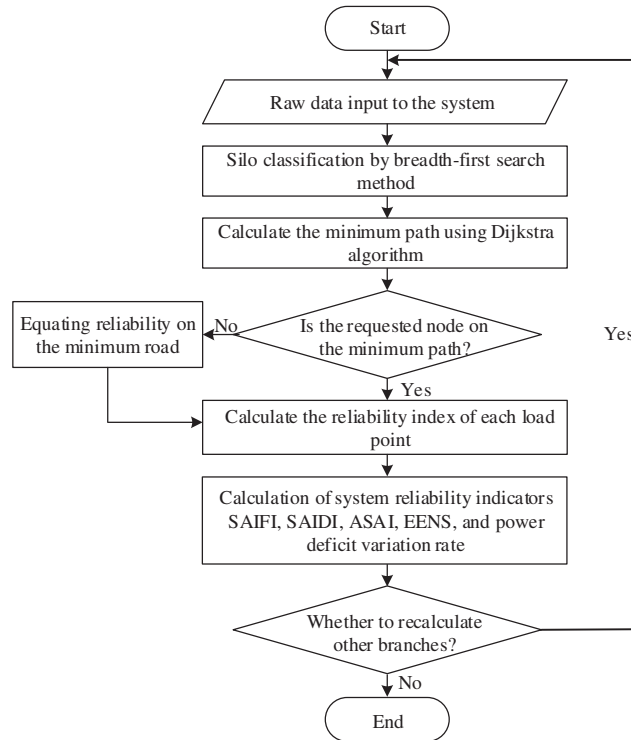 Start
Raw data input to the system
Silo classification by breadth-first search
method
Calculate the minimum path using Dijkstra
algorithm
Is the requested node on
the minimum path?
No
Equating reliability on
the minimum road
Yes
Yes
Calculate the reliability index of each load
point
Calculation of system reliability indicators
SAIFI, SAIDI, ASAI, EENS, and power
deficit variation rate
Whether to recalculate
other branches?
No
End